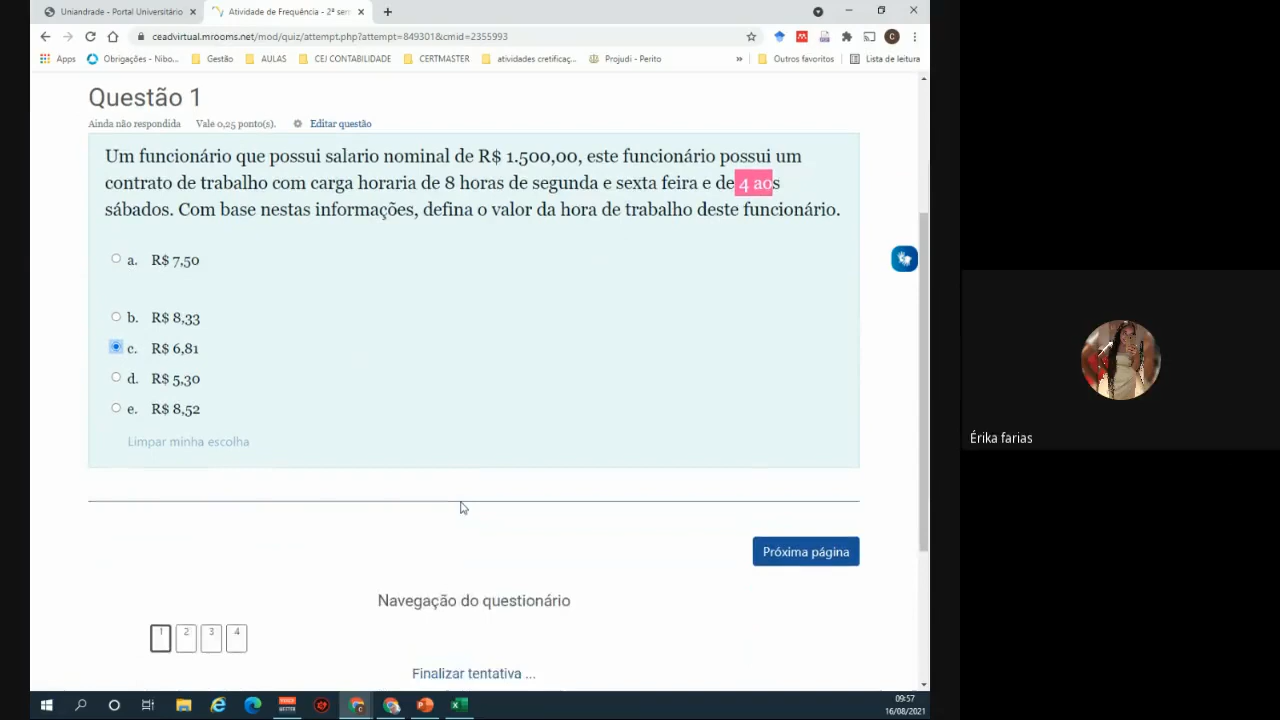 Uniandrade - Portal Universitário
Atividade de Frequência - 2ª sem
ceadvirtual.mrooms.net/mod/quiz/attempt.php?attempt=849301&cmid=2355993
Apps
Obrigações - Nibo...
Gestão
AULAS
CEI CONTABILIDADE
CERTMASTER
atividades cretificaç...
Projudi - Perito
»
Outros favoritos
Lista de leitura
Questão 1
Ainda não respondida Vale 0,25 ponto(s). Editar questão
Um funcionário que possui salario nominal de R$ 1.500,00, este funcionário possui um
contrato de trabalho com carga horaria de 8 horas de segunda e sexta feira e de 4 aos
sábados. Com base nestas informações, defina o valor da hora de trabalho deste funcionário.
a. R$ 7,50
b. R$ 8,33
c. R$ 6,81
d. R$ 5,30
e. R$ 8,52
Limpar minha escolha
Próxima página
Navegação do questionário
1 2 3 4
Finalizar tentativa ...
Érika farias
09:57
16/08/2021